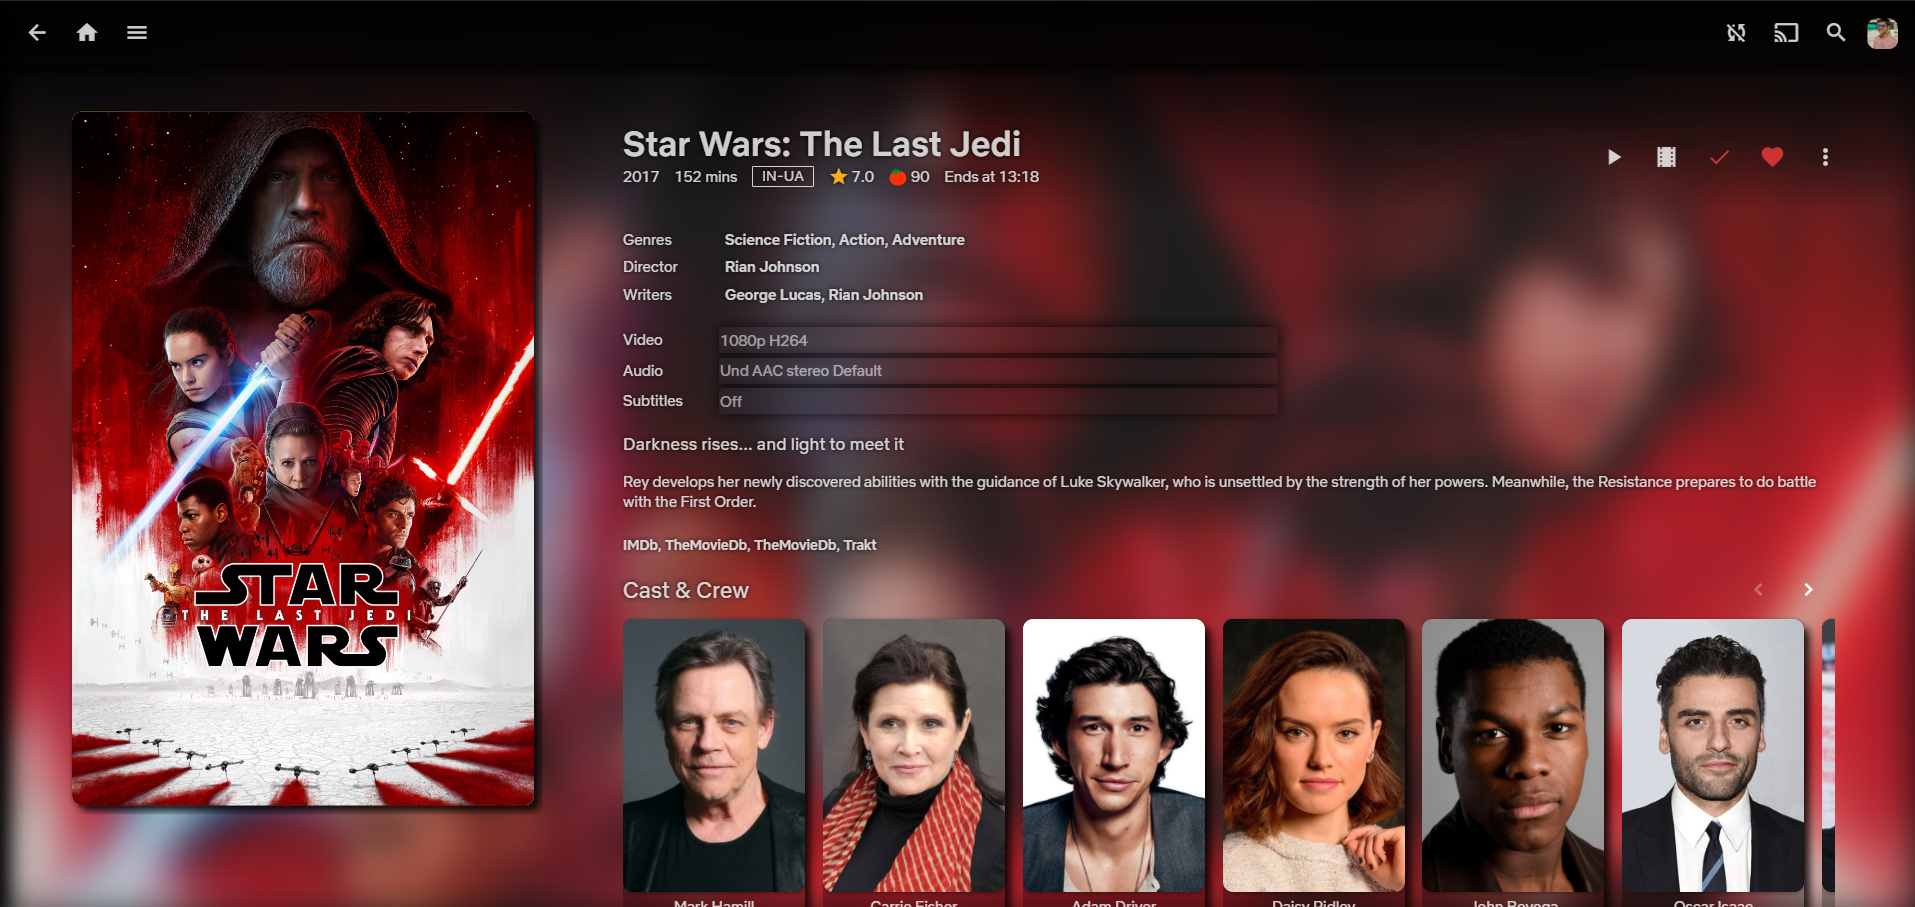 Star Wars: The Last Jedi
2017 152 mins IN-UA 7.0 90 Ends at 13:18
Genres Science Fiction, Action, Adventure
Director Rian Johnson
Writers George Lucas, Rian Johnson
Video 1080p H264
Audio Und AAC stereo Default
Subtitles Off
Darkness rises... and light to meet it
Rey develops her newly discovered abilities with the guidance of Luke Skywalker, who is unsettled by the strength of her powers. Meanwhile, the Resistance prepares to do battle
with the First Order.
IMDb, TheMovieDb, TheMovieDb, Trakt
Cast & Crew
Mark Hamill Carrie Fisher Adam Driver Daisy Ridley John Boyega Oscar Isaac
STAR
THE LAST JEDI
WARS